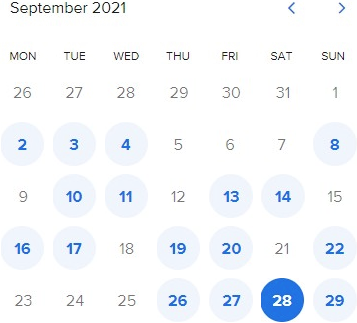 September 2021
MON TUE WED THU FRI SAT SUN
26 27 28 29 30 31 1
2 3 4 5 6 7 8
9 10 11 12 13 14 15
16 17 18 19 20 21 22
23 24 25 26 27 28 29